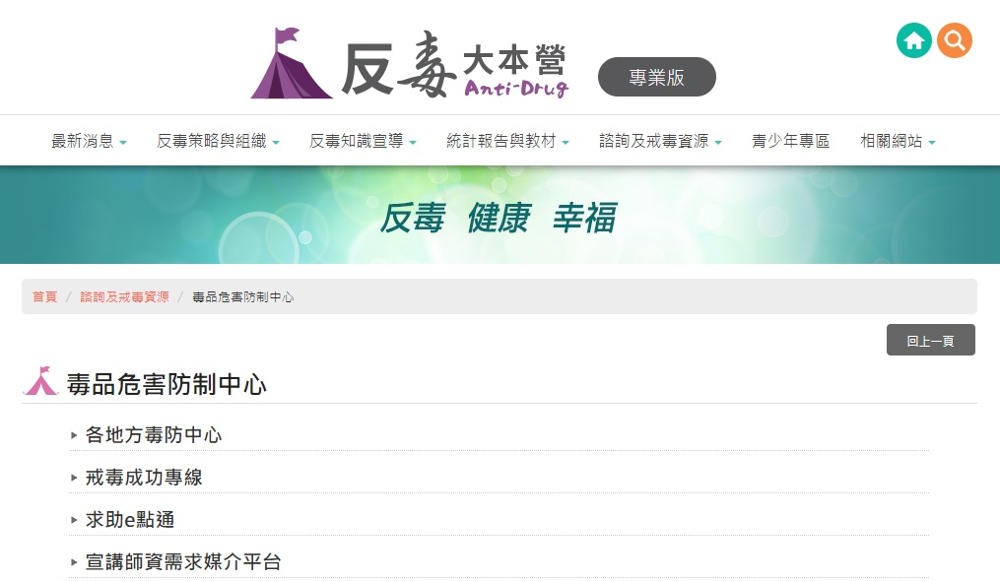 反毒大本營
Anti-Drug
專業版
最新消息 反毒策略與組織 反毒知識宣導 統計報告與教材 諮詢及戒毒資源 青少年專區 相關網站
反毒 健康 幸福
首頁 / 諮詢及戒毒資源 / 毒品危害防制中心
回上一頁
毒品危害防制中心
各地方毒防中心
戒毒成功專線
求助e點通
宣講師資需求媒介平台